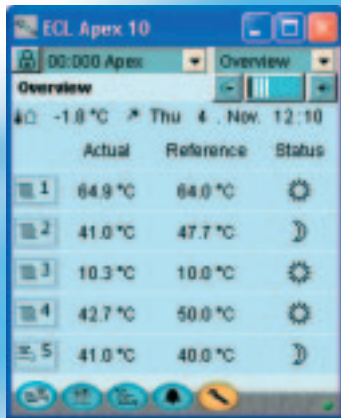 ECL Apex 10
00:000 Apex Overview
Overview - +
-1.8 °C Thu 4 . Nov. 12:10
Actual Reference Status
1 64.9 °C 64.0 °C
2 41.0 °C 47.7 °C
3 10.3 °C 10.0 °C
4 42.7 °C 50.0 °C
5 41.0 °C 40.0 °C